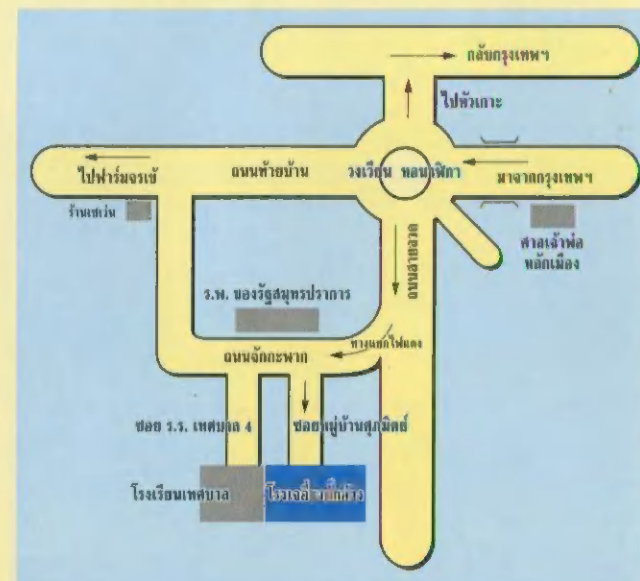 กลับกรุงเทพฯ
ไปหัวเกาะ
ไปฟาร์มจรเข้
ถนนท้ายบ้าน
วงเวียน หอนาฬิกา
มาจากกรุงเทพฯ
ร้านเซเว่น
ศาลเจ้าพ่อ
หลักเมือง
ถนนสายลวด
ร.พ. ของรัฐสมุทรปราการ
ทางแยกไฟแดง
ถนนจักกะพาก
ซอย ร.ร. เทศบาล 4
ซอยหมู่บ้านศุภมิตย์
โรงเรียนเทศบาล